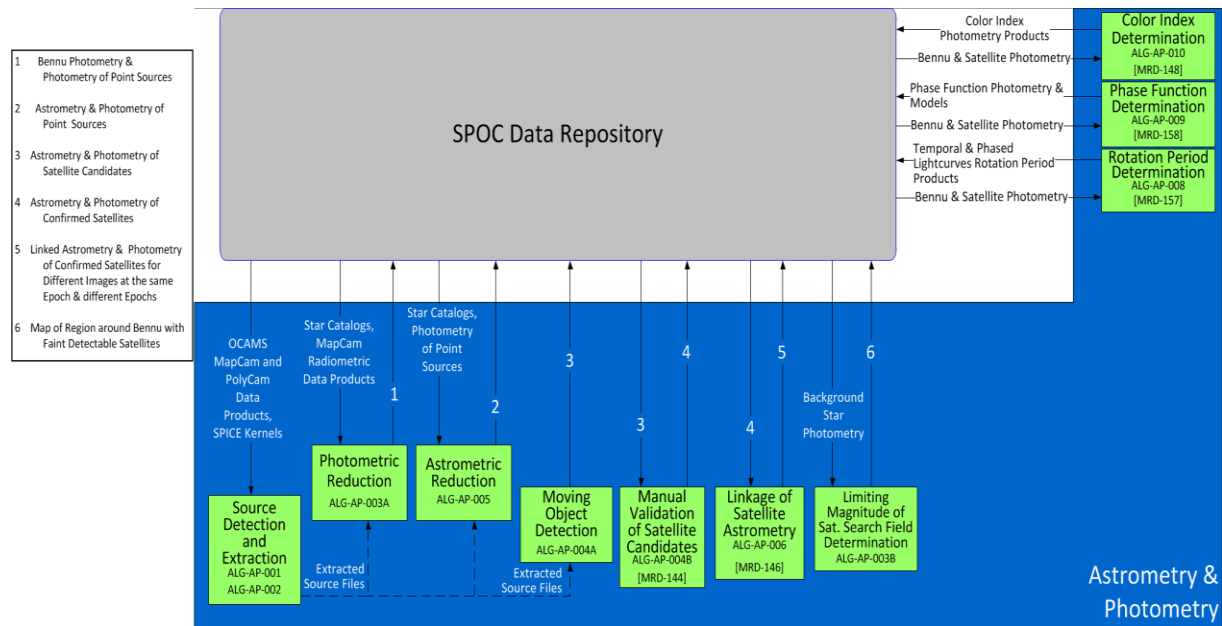 1 Bennu Photometry &
Photometry of Point Sources
2 Astrometry & Photometry of
Point Sources
3 Astrometry & Photometry of
Satellite Candidates
4 Astrometry & Photometry of
Confirmed Satellites
5 Linked Astrometry & Photometry
of Confirmed Satellites for
Different Images at the same
Epoch & different Epochs
6 Map of Region around Bennu with
Faint Detectable Satellites
SPOC Data Repository
Color Index
Photometry Products
Bennu & Satellite Photometry
Phase Function Photometry &
Models
Bennu & Satellite Photometry
Temporal & Phased
Lightcurves Rotation Period
Products
Bennu & Satellite Photometry
Color Index
Determination
ALG-AP-010
[MRD-148]
Phase Function
Determination
ALG-AP-009
[MRD-158]
Rotation Period
Determination
ALG-AP-008
[MRD-157]
OCAMS
MapCam and
PolyCam
Data
Products,
SPICE Kernels
Star Catalogs,
MapCam
Radiometric
Data Products
1
Star Catalogs,
Photometry
of Point
Sources
2
3
3
4
4
5
Background
Star
Photometry
6
Source
Detection
and
Extraction
ALG-AP-001
ALG-AP-002
Photometric
Reduction
ALG-AP-003A
Astrometric
Reduction
ALG-AP-005
Moving
Object
Detection
ALG-AP-004A
Manual
Validation
of Satellite
Candidates
ALG-AP-004B
[MRD-144]
Linkage of
Satellite
Astrometry
ALG-AP-006
[MRD-146]
Limiting
Magnitude of
Sat. Search Field
Determination
ALG-AP-003B
Extracted
Source Files
Extracted
Source Files
Astrometry &
Photometry